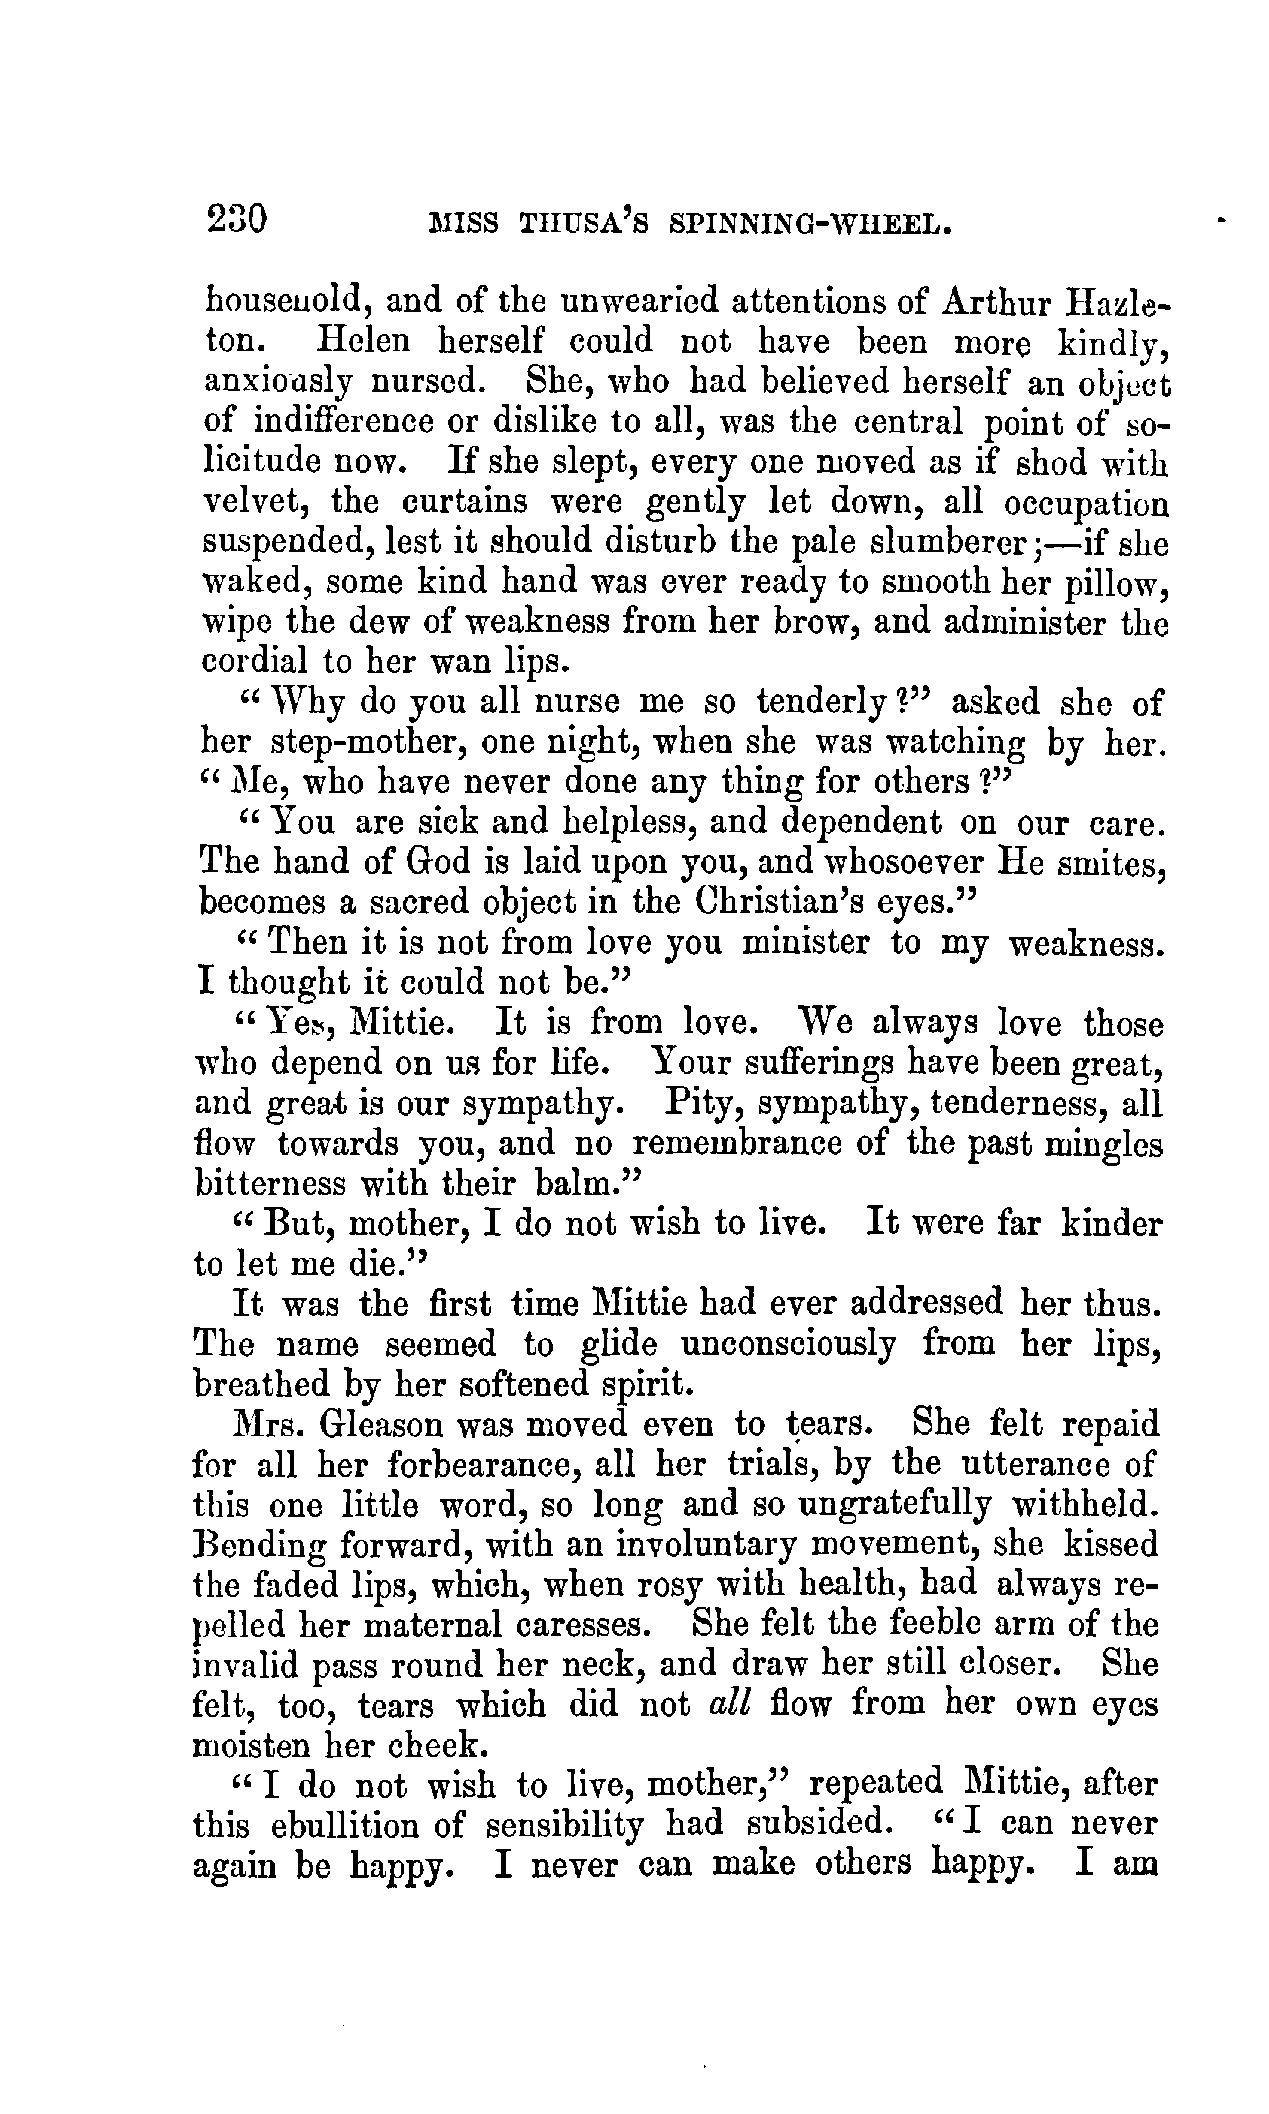 230 MISS THUSA'S SPINNING-WHEEL.
household, and of the unwearied attentions of Arthur Hazle-
ton. Helen herself could not have been more kindly,
anxiously nursed. She, who had believed herself an object
of indifference or dislike to all, was the central point of so-
licitude now. If she slept, every one moved as if shod with
velvet, the curtains were gently let down, all occupation
suspended, lest it should disturb the pale slumberer;—if she
waked, some kind hand was ever ready to smooth her pillow,
wipe the dew of weakness from her brow, and administer the
cordial to her wan lips.
"Why do you all nurse me so tenderly?" asked she of
her step-mother, one night, when she was watching by her.
"Me, who have never done any thing for others?"
"You are sick and helpless, and dependent on our care.
The hand of God is laid upon you, and whosoever He smites,
becomes a sacred object in the Christian's eyes."
"Then it is not from love you minister to my weakness.
I thought it could not be."
"Yes, Mittie. It is from love. We always love those
who depend on us for life. Your sufferings have been great,
and great is our sympathy. Pity, sympathy, tenderness, all
flow towards you, and no remembrance of the past mingles
bitterness with their balm."
"But, mother, I do not wish to live. It were far kinder
to let me die."
It was the first time Mittie had ever addressed her thus.
The name seemed to glide unconsciously from her lips,
breathed by her softened spirit.
Mrs. Gleason was moved even to tears. She felt repaid
for all her forbearance, all her trials, by the utterance of
this one little word, so long and so ungratefully withheld.
Bending forward, with an involuntary movement, she kissed
the faded lips, which, when rosy with health, had always re-
pelled her maternal caresses. She felt the feeble arm of the
invalid pass round her neck, and draw her still closer. She
felt, too, tears which did not all flow from her own eyes
moisten her cheek.
"I do not wish to live, mother," repeated Mittie, after
this ebullition of sensibility had subsided. "I can never
again be happy. I never can make others happy. I am